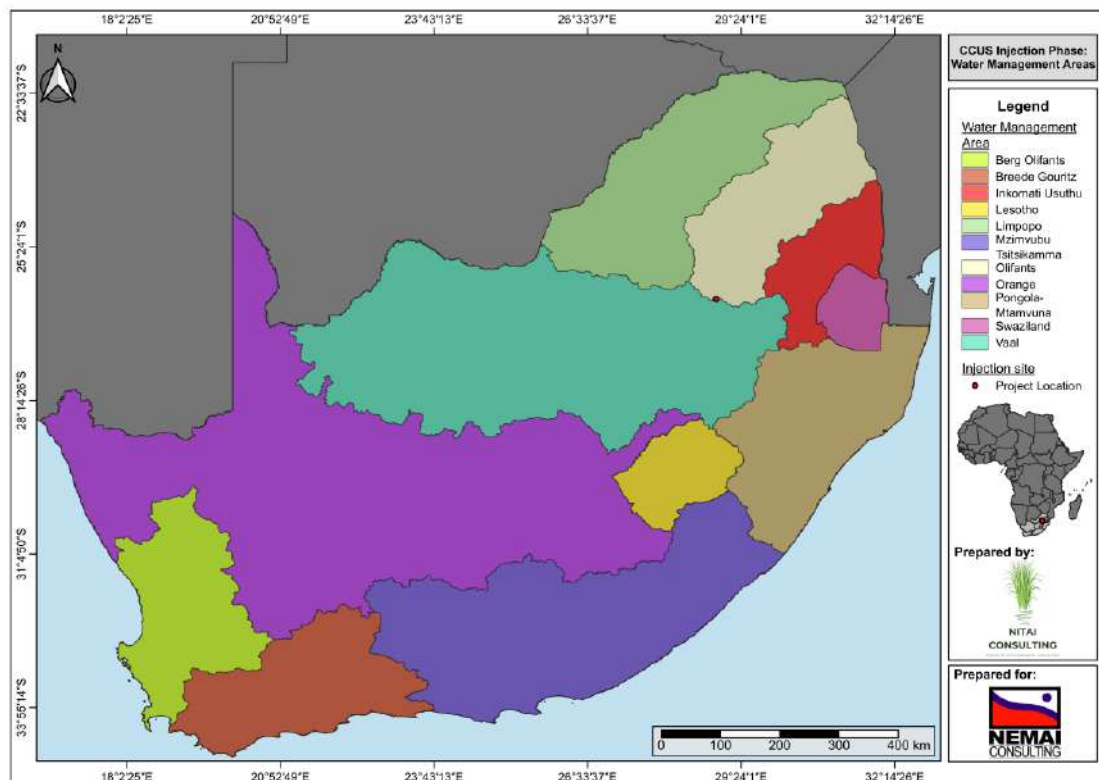 18°2'25"E 20°52'49"E 23°43'13"E 26°33'37"E 29°24'1"E 32°14'26"E
N
22°33'37"S
25°24'1"S
28°14'26"S
31°4'50"S
33°55'14"S
0 100 200 300 400 km
18°2'25"E 20°52'49"E 23°43'13"E 26°33'37"E 29°24'1"E 32°14'26"E
CCUS Injection Phase:
Water Management Areas
Legend
Water Management
Area
Berg Olifants
Breede Gouritz
Inkomati Usuthu
Lesotho
Limpopo
Mzimvubu
Tsitsikamma
Olifants
Orange
Pongola-
Mtamvuna
Swaziland
Vaal
Injection site
Project Location
Prepared by:
NITAI
CONSULTING
Prepared for:
NEMAI
CONSULTING